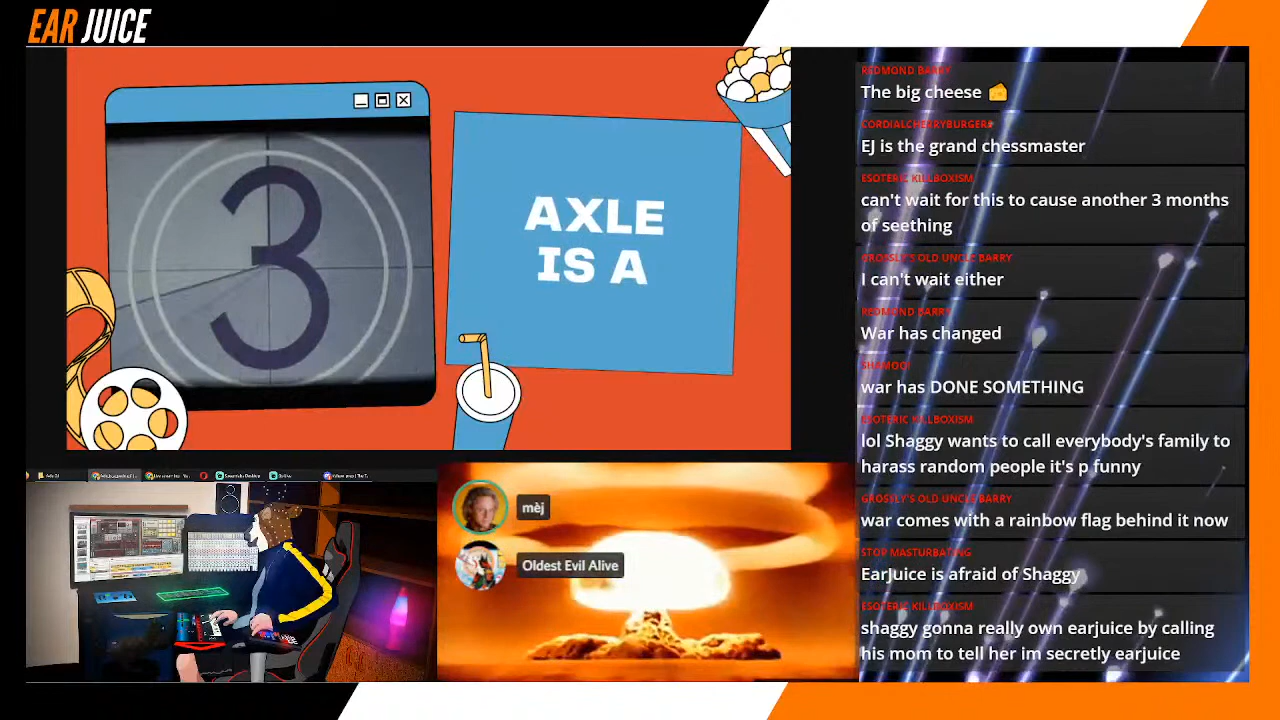 EAR JUICE
3
AXLE
IS A
mèj
Oldest Evil Alive
REDMOND BARRY
The big cheese 🧀
CORDIALCHERRYBURGER
EJ is the grand chessmaster
ESOTERIC KILLBOXISM
can't wait for this to cause another 3 months
of seething
GROSSLY'S OLD UNCLE BARRY
I can't wait either
REDMOND BARRY
War has changed
SHAMOOI
war has DONE SOMETHING
ESOTERIC KILLBOXISM
lol Shaggy wants to call everybody's family to
harass random people it's p funny
GROSSLY'S OLD UNCLE BARRY
war comes with a rainbow flag behind it now
STOP MASTURBATING
EarJuice is afraid of Shaggy
ESOTERIC KILLBOXISM
shaggy gonna really own earjuice by calling
his mom to tell her im secretly earjuice